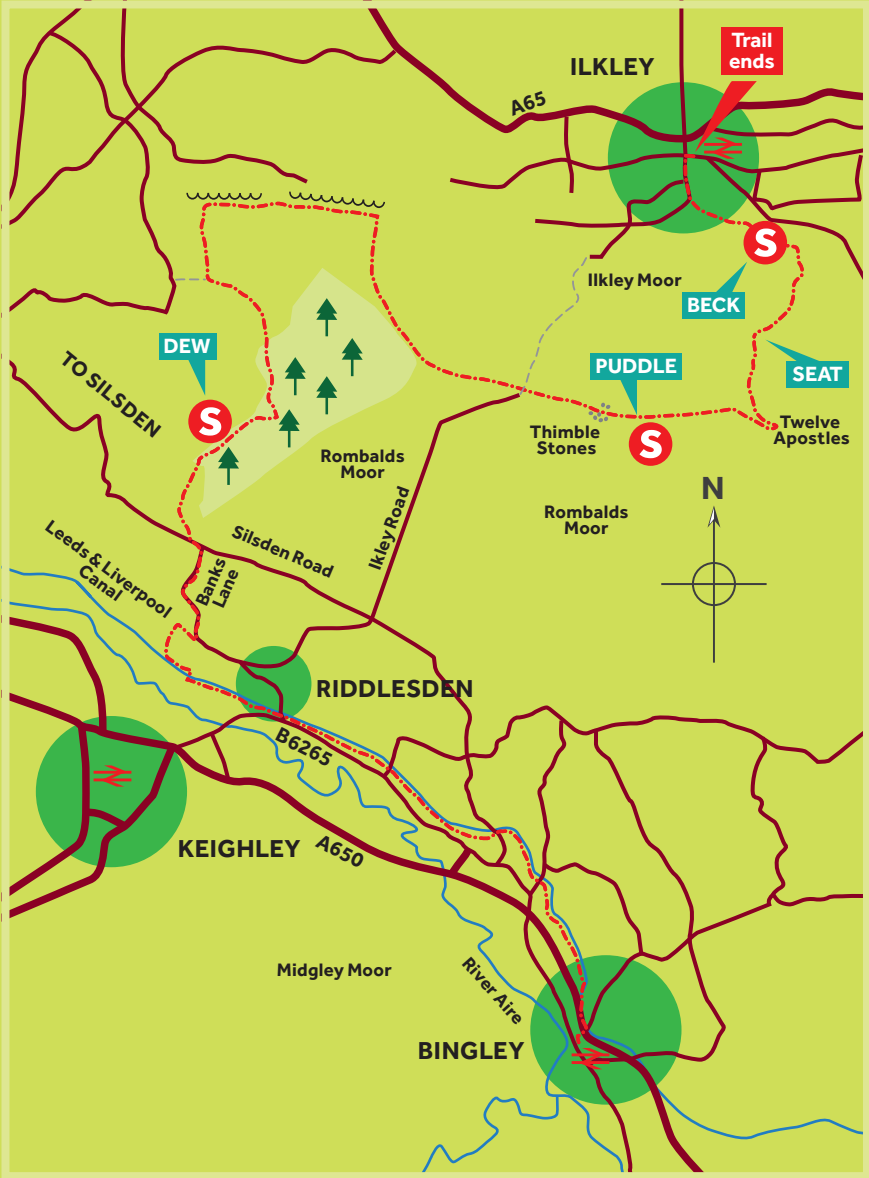 Trail
ends
ILKLEY
A65
S
Ilkley Moor
BECK
DEW
TO SILSDEN
PUDDLE
SEAT
S
Twelve
Apostles
Thimble
Stones
S
Rombalds
Moor
N
Rombalds
Moor
Ikley Road
Silsden Road
Leeds & Liverpool
Canal
Banks
Lane
RIDDLESDEN
B6265
KEIGHLEY
A650
Midgley Moor
River Aire
BINGLEY